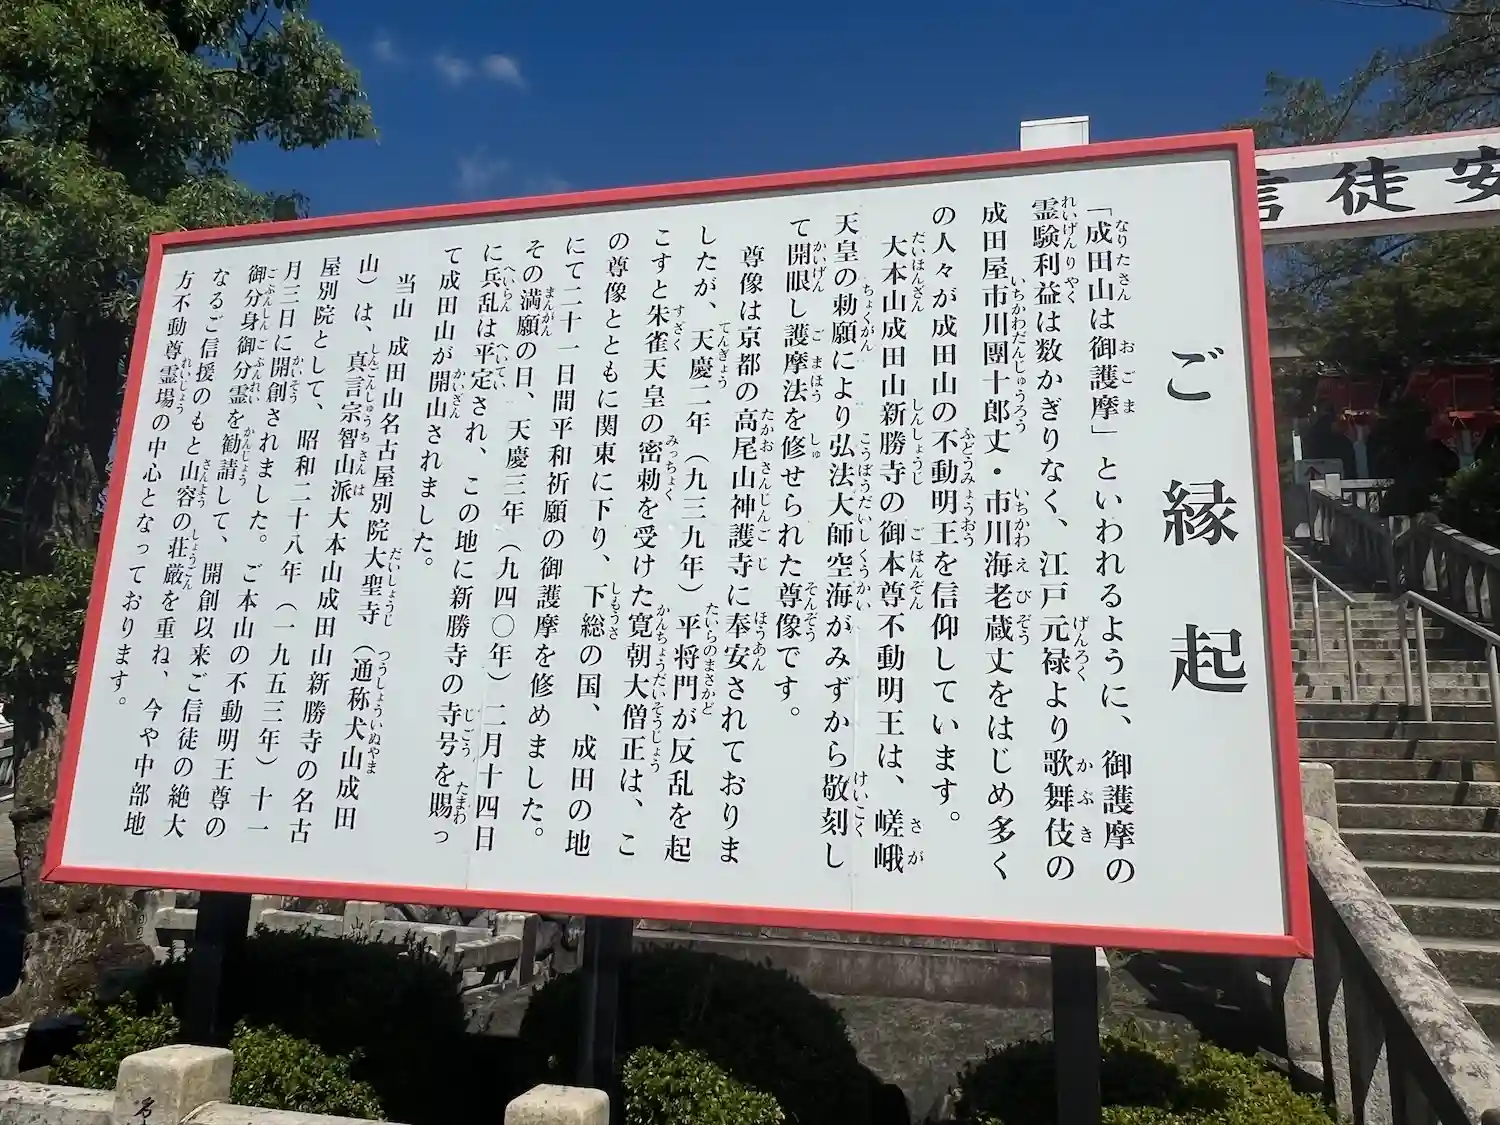 ご縁起
「成田山は御護摩」といわれるように、御護摩の
霊験利益は数かぎりなく、江戸元禄より歌舞伎の
成田屋市川團十郎丈・市川海老蔵丈をはじめ多く
の人々が成田山の不動明王を信仰しています。
大本山成田山新勝寺の御本尊不動明王は、嵯峨
天皇の勅願により弘法大師空海がみずから敬刻し
て開眼し護摩法を修せられた尊像です。
尊像は京都の高尾山神護寺に奉安されておりま
したが、天慶二年（九三九年）平将門が反乱を起
こすと朱雀天皇の密勅を受けた寛朝大僧正は、こ
の尊像とともに関東に下り、下総の国、成田の地
にて二十一日間平和祈願の御護摩を修めました。
その満願の日、天慶三年（九四〇年）二月十四日
に兵乱は平定され、この地に新勝寺の寺号を賜っ
て成田山が開山されました。
当山 成田山名古屋別院大聖寺（通称犬山成田
山）は、真言宗智山派大本山成田山新勝寺の名古
屋別院として、昭和二十八年（一九五三年）十一
月三日に開創されました。ご本山の不動明王尊の
御分身御分霊を勧請して、開創以来ご信徒の絶大
なるご信援のもと山容の荘厳を重ね、今や中部地
方不動尊霊場の中心となっております。
信徒安